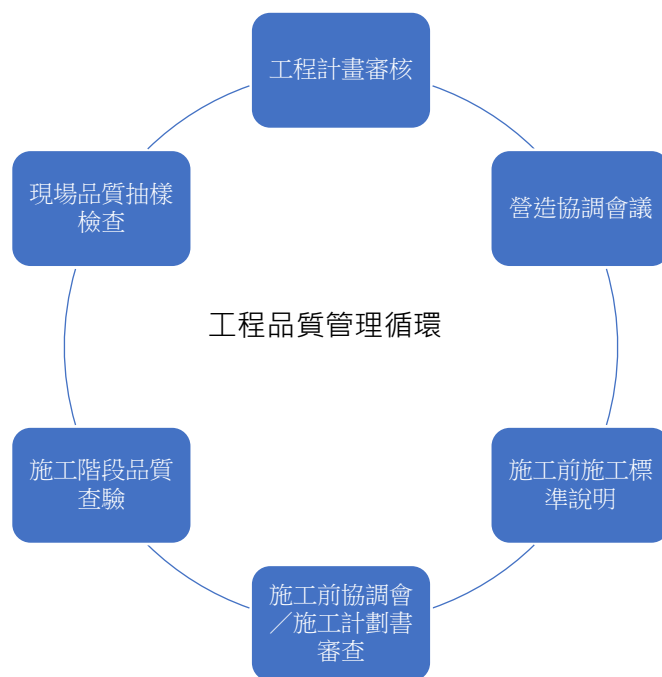 工程計畫審核
營造協調會議
施工前施工標
準說明
施工前協調會
／施工計劃書
審查
施工階段品質
查驗
現場品質抽樣
檢查
工程品質管理循環